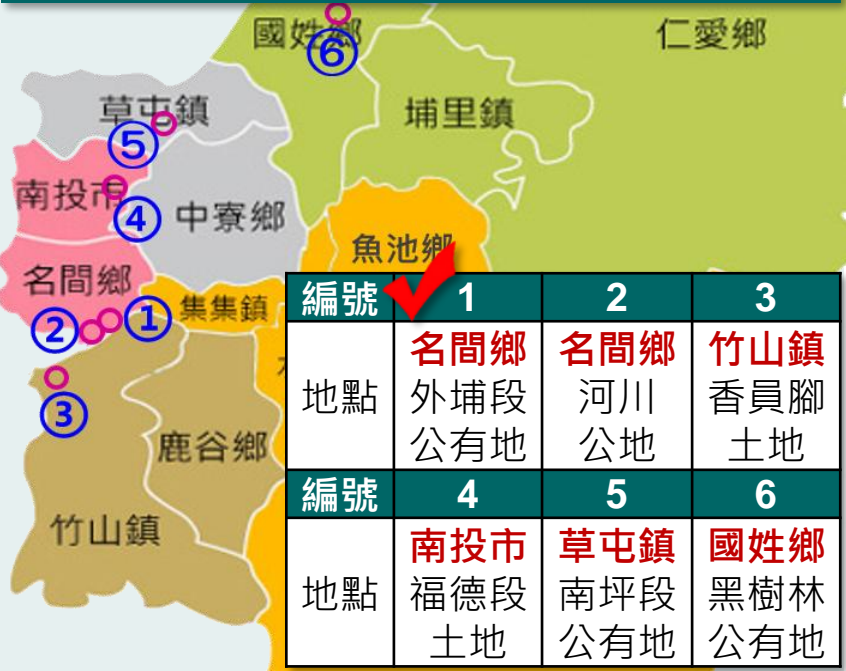 國姓鄉
⑥
仁愛鄉
草屯鎮
⑤
埔里鎮
南投市
④
中寮鄉
魚池鄉
名間鄉
②
①
集集鎮
③
鹿谷鄉
竹山鎮
編號 1 2 3
地點
名間鄉 名間鄉 竹山鎮
外埔段 河川 香員腳
公有地 公地 土地
編號 4 5 6
地點
南投市 草屯鎮 國姓鄉
福德段 南坪段 黑樹林
土地 公有地 公有地